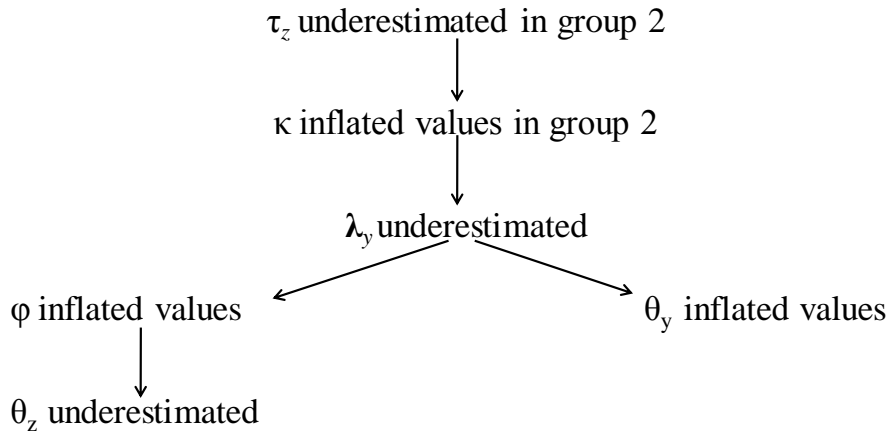 τz underestimated in group 2
κ inflated values in group 2
λy underestimated
φ inflated values
θy inflated values
θz underestimated